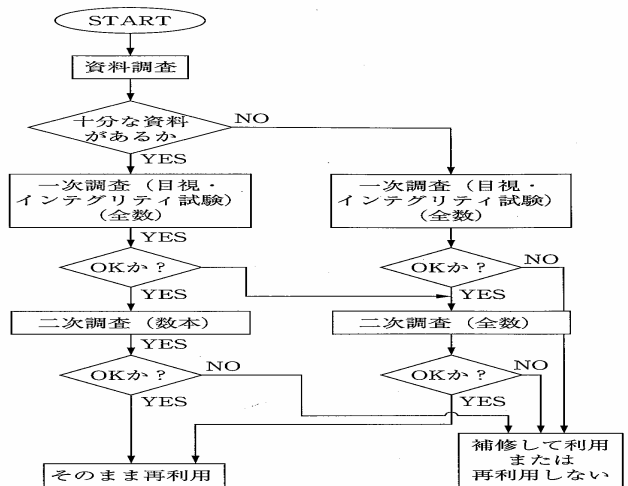 START
資料調査
十分な資料
があるか
NO
YES
一次調査（目視・
インテグリティ試験）
（全数）
一次調査（目視・
インテグリティ試験）
（全数）
YES
OKか？
OKか？
NO
YES
YES
二次調査（数本）
二次調査（全数）
YES
OKか？
NO
OKか？
NO
YES
YES
そのまま再利用
補修して利用
または
再利用しない